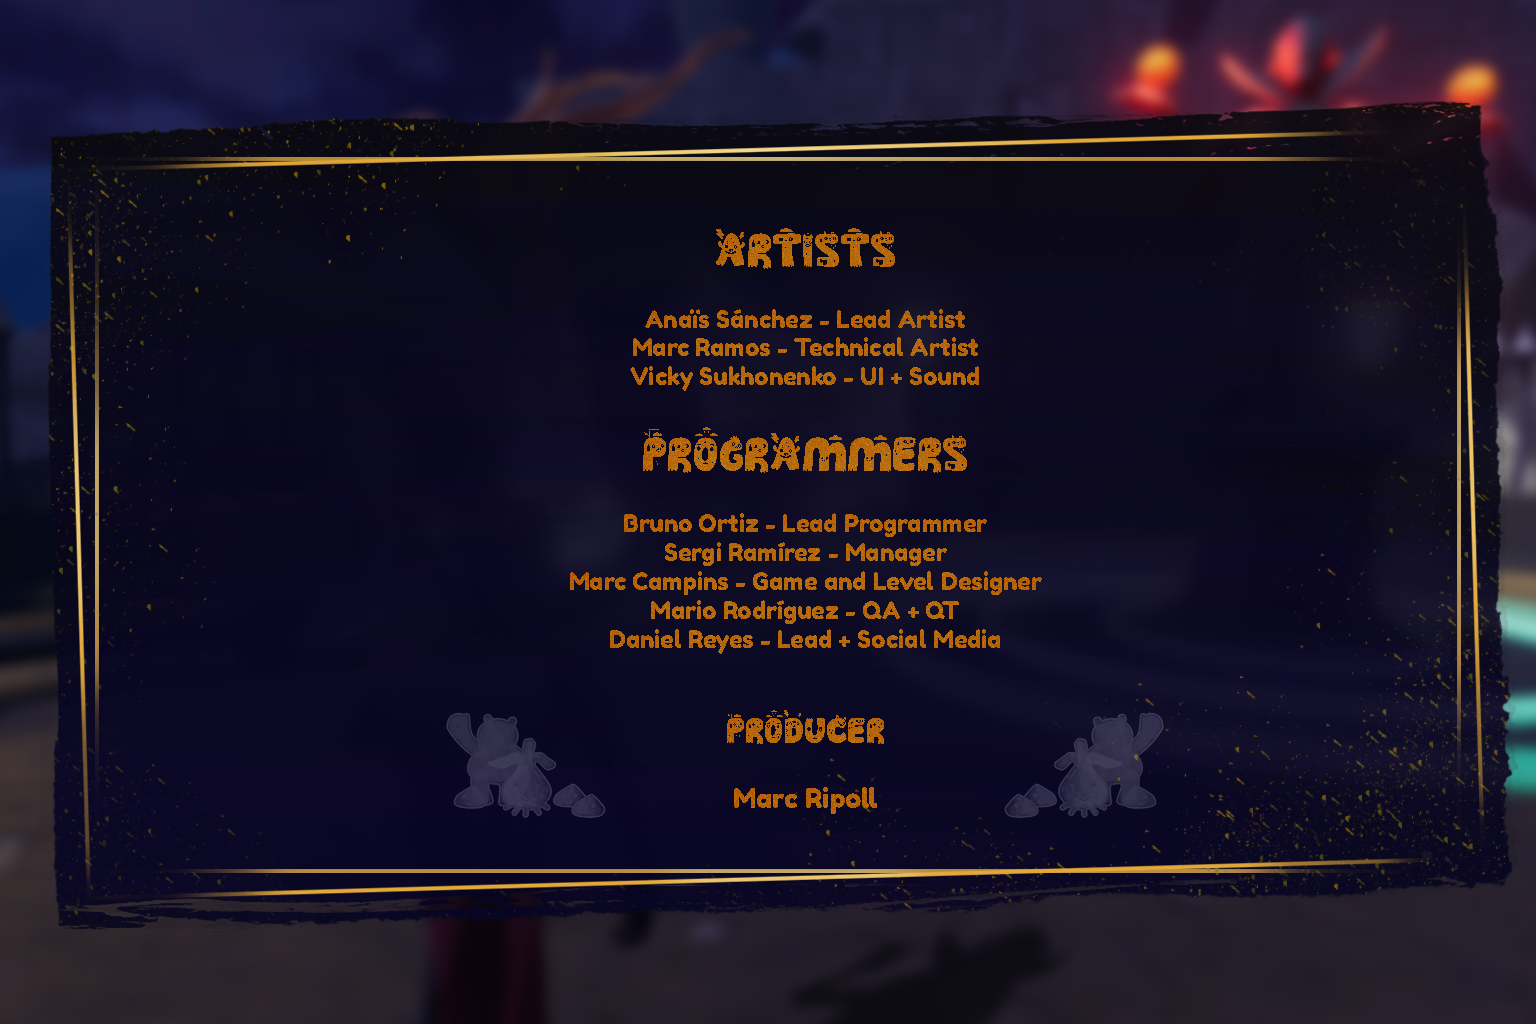 ARTISTS
Anaïs Sánchez - Lead Artist
Marc Ramos - Technical Artist
Vicky Sukhonenko - UI + Sound
PROGRAMMERS
Bruno Ortiz - Lead Programmer
Sergi Ramírez - Manager
Marc Campins - Game and Level Designer
Mario Rodríguez - QA + QT
Daniel Reyes - Lead + Social Media
PRODUCER
Marc Ripoll